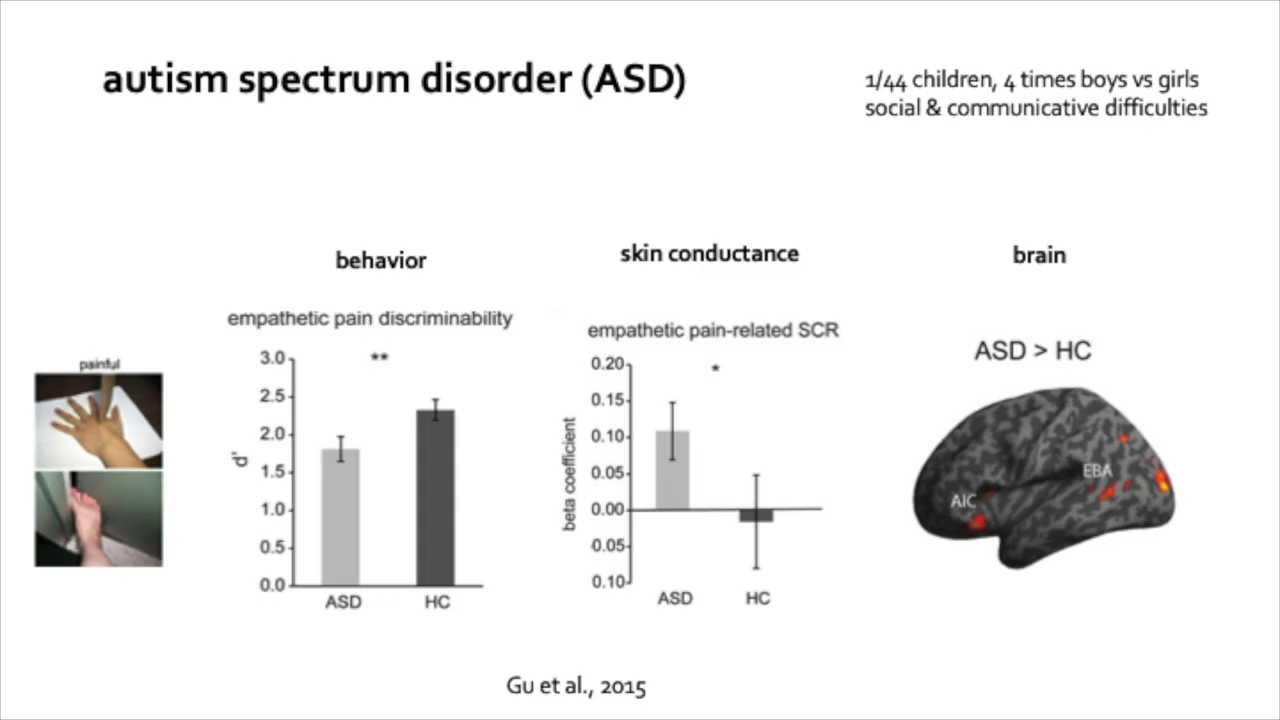 autism spectrum disorder (ASD)
1/44 children, 4 times boys vs girls
social & communicative difficulties
behavior
skin conductance
brain
empathetic pain discriminability
empathetic pain-related SCR
ASD > HC
painful
**
3.0
2.5
2.0
1.5
1.0
0.5
0.0
d'
ASD
HC
*
0.20
0.15
0.10
0.05
0.00
0.05
0.10
beta coefficient
ASD
HC
EBA
AIC
Gu et al., 2015